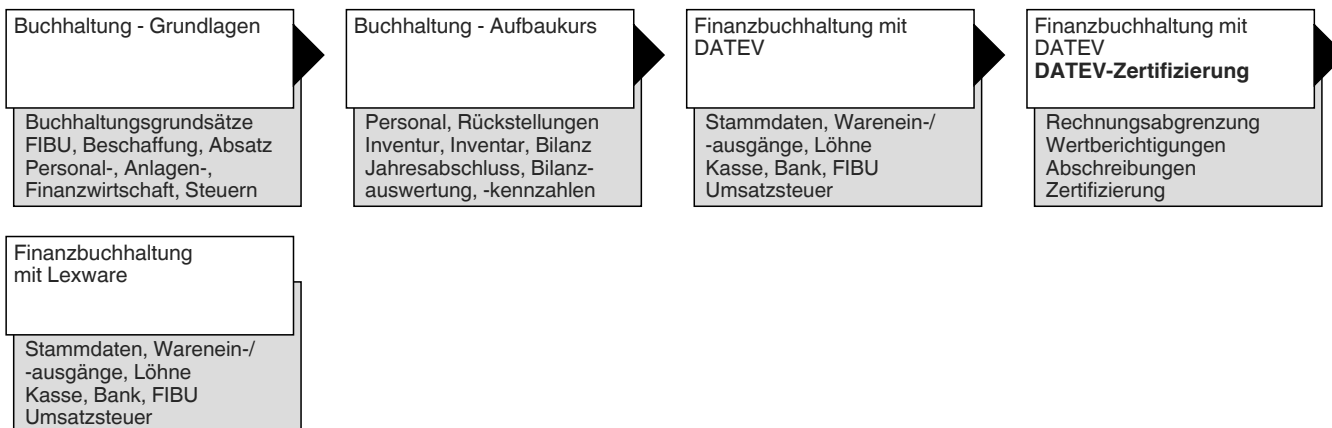 Buchhaltung - Grundlagen
Buchhaltungsgrundsätze
FIBU, Beschaffung, Absatz
Personal-, Anlagen-,
Finanzwirtschaft, Steuern
Buchhaltung - Aufbaukurs
Personal, Rückstellungen
Inventur, Inventar, Bilanz
Jahresabschluss, Bilanz-
auswertung, -kennzahlen
Finanzbuchhaltung mit
DATEV
Stammdaten, Warenein-/
-ausgänge, Löhne
Kasse, Bank, FIBU
Umsatzsteuer
Finanzbuchhaltung mit
DATEV
DATEV-Zertifizierung
Rechnungsabgrenzung
Wertberichtigungen
Abschreibungen
Zertifizierung
Finanzbuchhaltung
mit Lexware
Stammdaten, Warenein-/
-ausgänge, Löhne
Kasse, Bank, FIBU
Umsatzsteuer